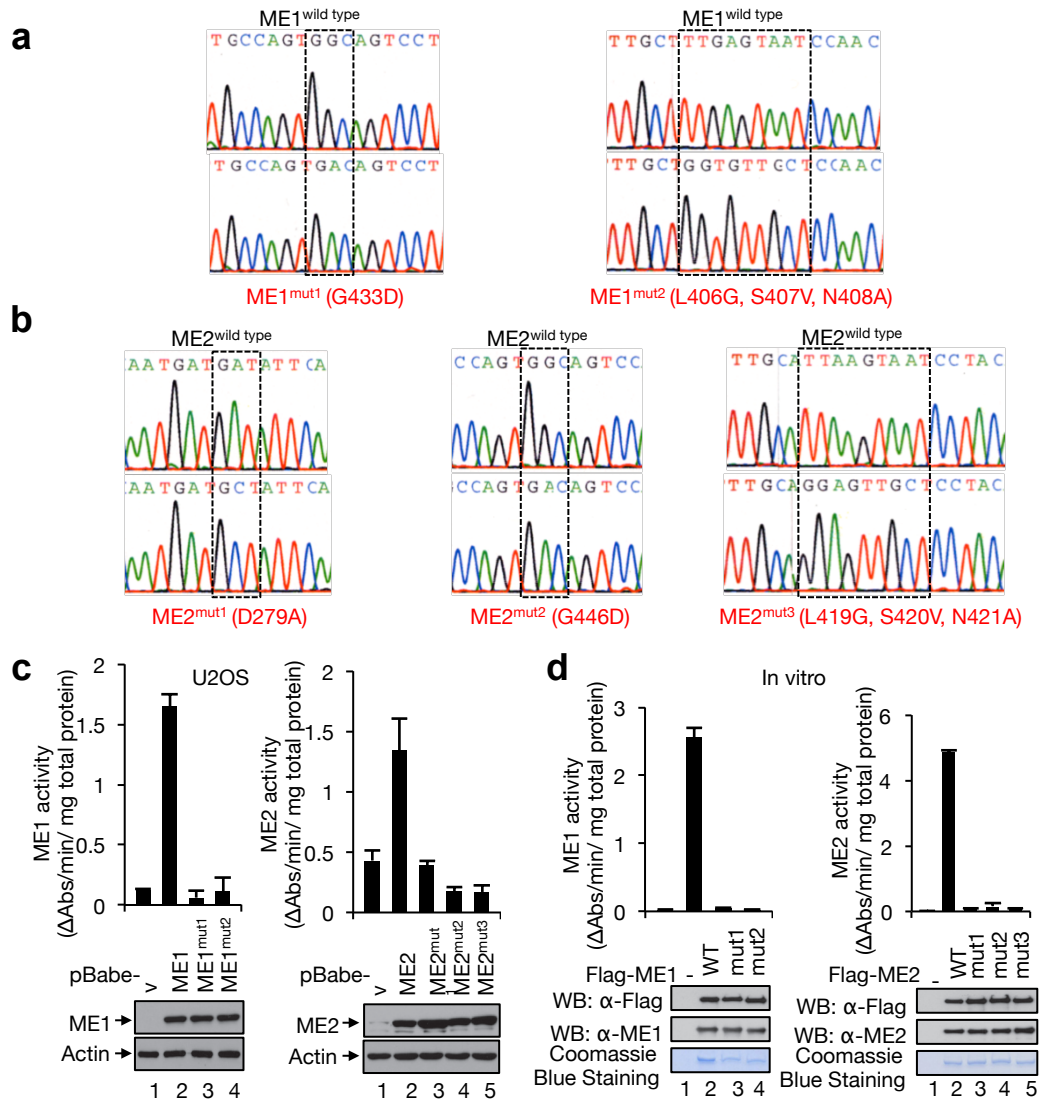 a
ME1wild type
TGCCAGTGGCAGTCCT
TGCCAGTGACAGTCCT
ME1mut1 (G433D)
ME1wild type
TTGCTTTGAGTAATCCAAC
TTGCTGGTGTTGCTCCAAC
ME1mut2 (L406G, S407V, N408A)
b
ME2wild type
AATGATGATATTCA
AATGATGCTATTCA
ME2mut1 (D279A)
ME2wild type
CCAGTGGCAGTCC
CCAGTGACAGTCC
ME2mut2 (G446D)
ME2wild type
TTGCATTAAGTAATCCTAC
TTGCAGGAGTTGCTCCTAC
ME2mut3 (L419G, S420V, N421A)
c
U2OS
ME1 activity
(ΔAbs/min/ mg total protein)
2
1.5
1
0.5
0
pBabe-
v
ME1
ME1mut1
ME1mut2
ME1
Actin
1 2 3 4
ME2 activity
(ΔAbs/min/ mg total protein)
2
1.5
1
0.5
0
pBabe-
v
ME2
ME2mut1
ME2mut2
ME2mut3
ME2
Actin
1 2 3 4 5
d
In vitro
ME1 activity
(ΔAbs/min/ mg total protein)
3
2
1
0
Flag-ME1
- WT mut1 mut2
WB: α-Flag
WB: α-ME1
Coomassie
Blue Staining
1 2 3 4
ME2 activity
(ΔAbs/min/ mg total protein)
6
4
2
0
Flag-ME2
- WT mut1 mut2 mut3
WB: α-Flag
WB: α-ME2
Coomassie
Blue Staining
1 2 3 4 5